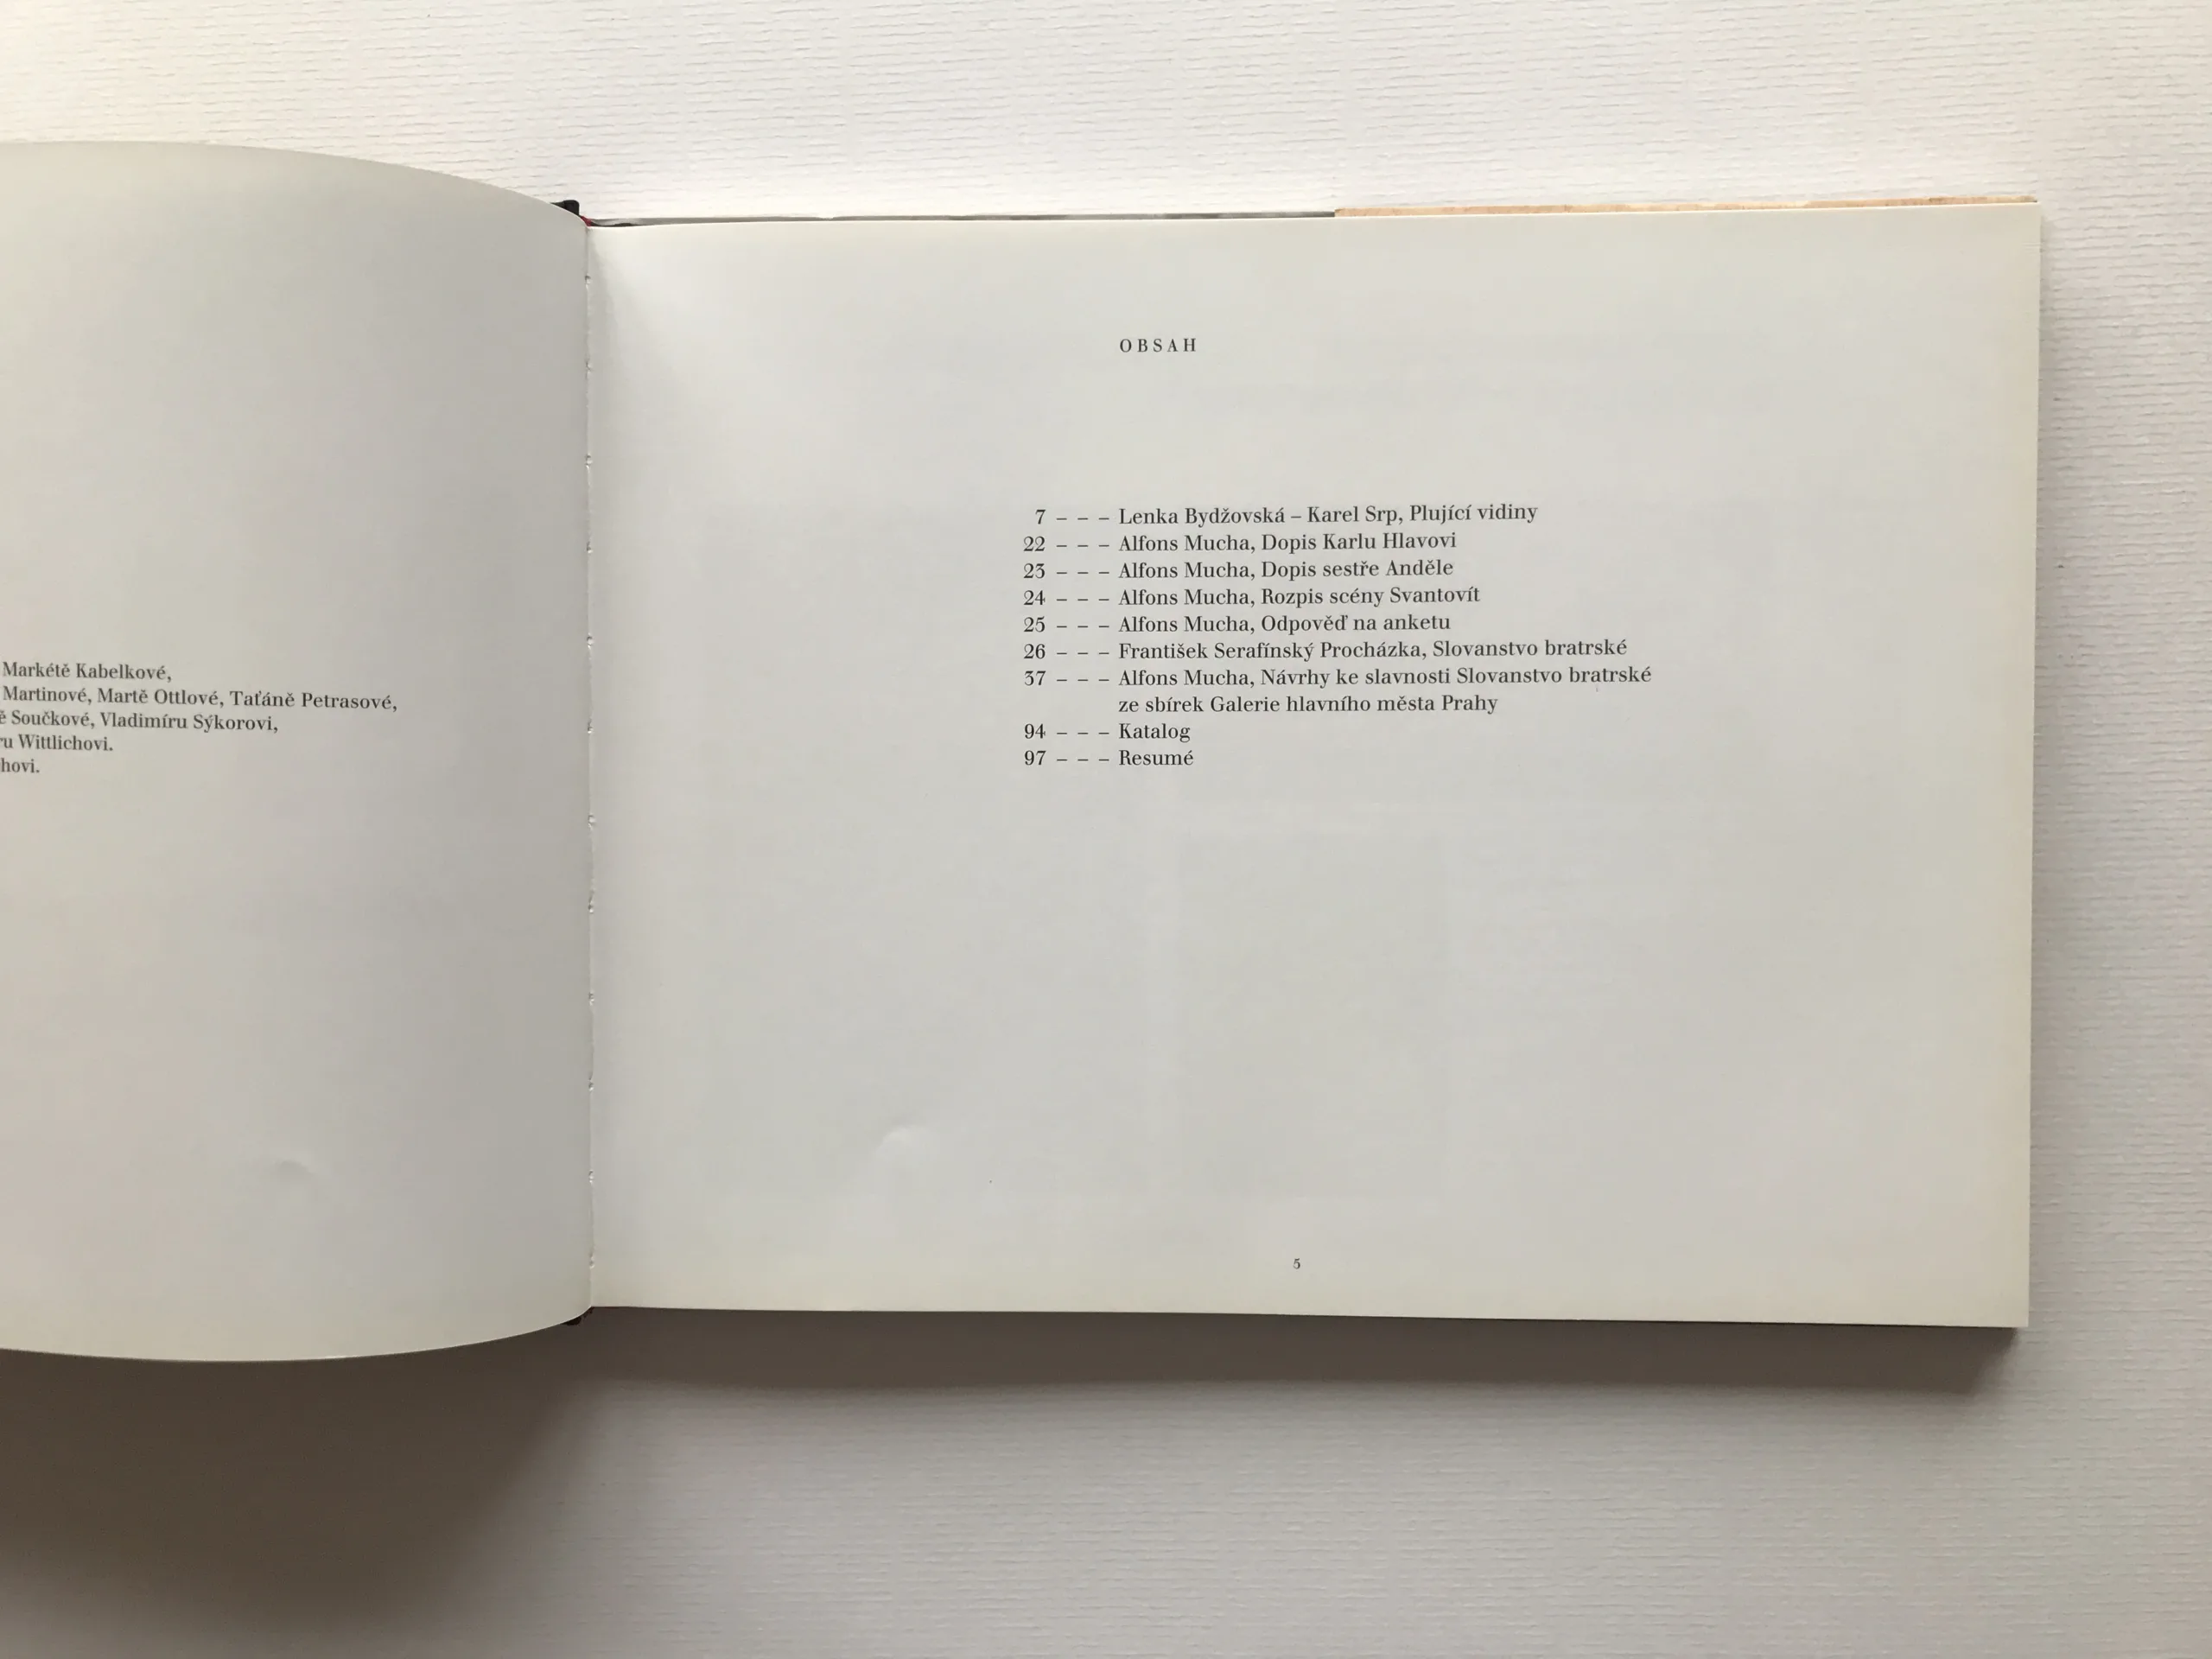 Markétě Kabelkové,
Martinové, Martě Ottlové, Taťáně Petrasové,
Součkové, Vladimíru Sýkorovi,
Wittlichovi.
OBSAH
7 – – – Lenka Bydžovská – Karel Srp, Plující vidiny
22 – – – Alfons Mucha, Dopis Karlu Hlavovi
23 – – – Alfons Mucha, Dopis sestře Anděle
24 – – – Alfons Mucha, Rozpis scény Svantovít
25 – – – Alfons Mucha, Odpověď na anketu
26 – – – František Serafínský Procházka, Slovanstvo bratrské
37 – – – Alfons Mucha, Návrhy ke slavnosti Slovanstvo bratrské
ze sbírek Galerie hlavního města Prahy
94 – – – Katalog
97 – – – Resumé
5